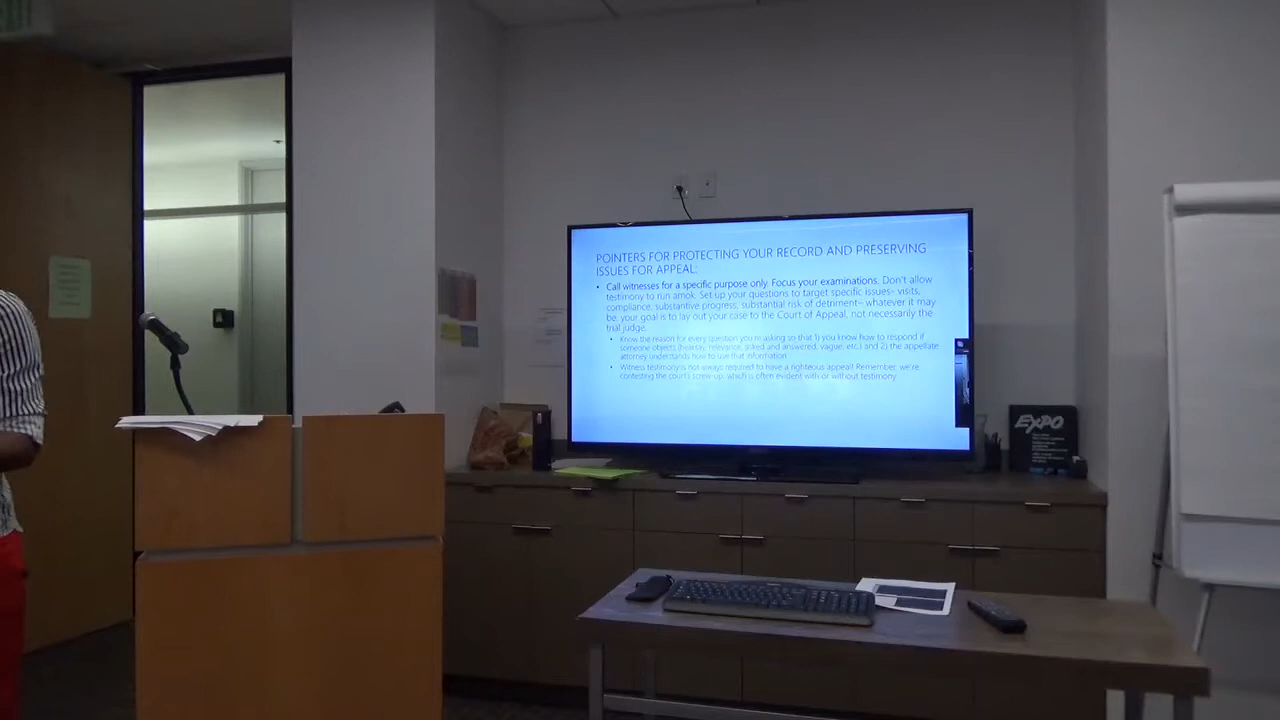 POINTERS FOR PROTECTING YOUR RECORD AND PRESERVING
ISSUES FOR APPEAL:
• Call witnesses for a specific purpose only. Focus your examinations. Don't allow
testimony to run amok. Set up your questions to target specific issues- visits,
compliance, substantive progress, substantial risk of detriment– whatever it may
be, your goal is to lay out your case to the Court of Appeal, not necessarily the
trial judge.
• Know the reason for every question you're asking so that 1) you know how to respond if
someone objects (hearsay, relevance, asked and answered, vague, etc.) and 2) the appellate
attorney understands how to use that information
• Witness testimony is not always required to have a righteous appeal! Remember, we're
contesting the court's screw-up, which is often evident with or without testimony
EXPO